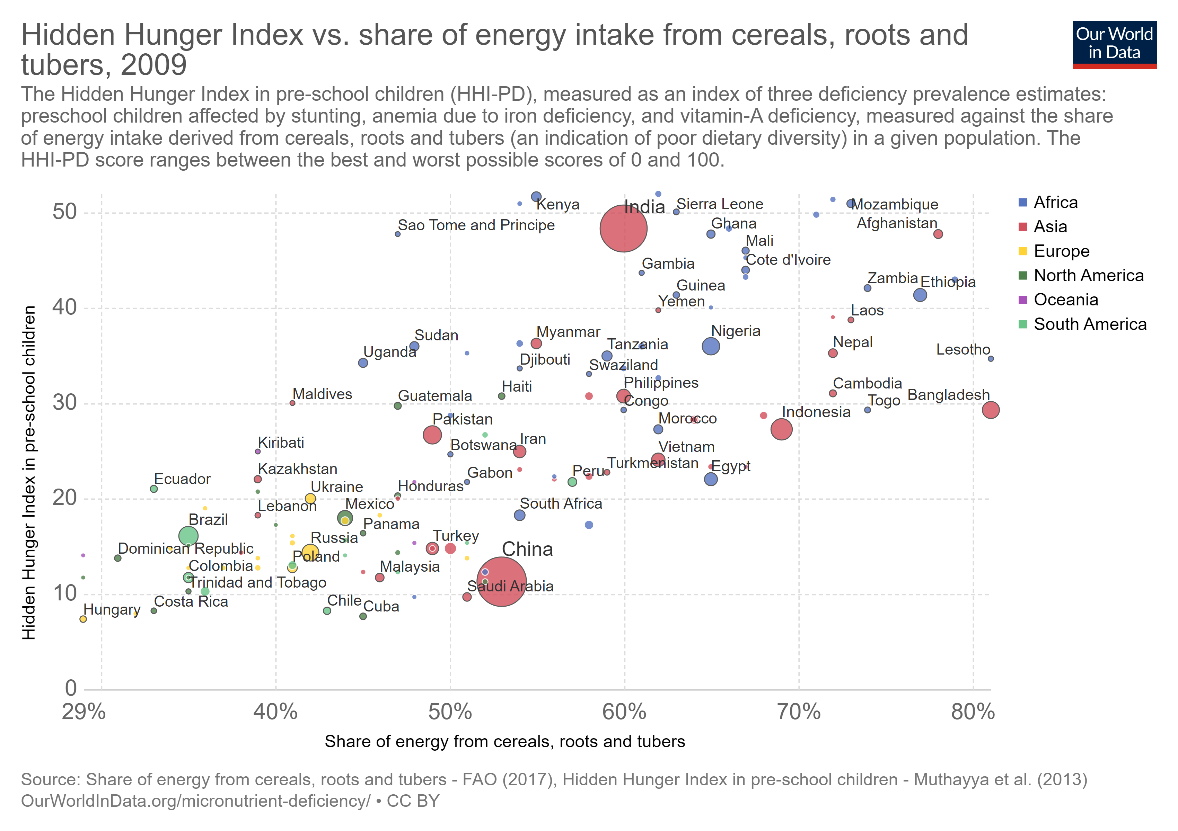 Hidden Hunger Index vs. share of energy intake from cereals, roots and
tubers, 2009
Our World
in Data
The Hidden Hunger Index in pre-school children (HHI-PD), measured as an index of three deficiency prevalence estimates:
preschool children affected by stunting, anemia due to iron deficiency, and vitamin-A deficiency, measured against the share
of energy intake derived from cereals, roots and tubers (an indication of poor dietary diversity) in a given population. The
HHI-PD score ranges between the best and worst possible scores of 0 and 100.
Hidden Hunger Index in pre-school children
50
40
30
20
10
0
Kenya
India
Sierra Leone
Mozambique
Sao Tome and Principe
Ghana
Afghanistan
Mali
Gambia
Cote d'Ivoire
Guinea
Zambia
Ethiopia
Yemen
Laos
Sudan
Myanmar
Nigeria
Uganda
Djibouti
Tanzania
Nepal
Lesotho
Swaziland
Maldives
Guatemala
Haiti
Philippines
Cambodia
Congo
Togo
Bangladesh
Pakistan
Morocco
Indonesia
Kiribati
Botswana
Iran
Vietnam
Kazakhstan
Gabon
Peru
Turkmenistan
Egypt
Ecuador
Ukraine
Honduras
Lebanon
Mexico
South Africa
Brazil
Panama
Russia
Turkey
Dominican Republic
Poland
China
Colombia
Malaysia
Trinidad and Tobago
Saudi Arabia
Costa Rica
Chile
Cuba
Hungary
29%
40%
50%
60%
70%
80%
Share of energy from cereals, roots and tubers
Africa
Asia
Europe
North America
Oceania
South America
Source: Share of energy from cereals, roots and tubers - FAO (2017), Hidden Hunger Index in pre-school children - Muthayya et al. (2013)
OurWorldInData.org/micronutrient-deficiency/ • CC BY